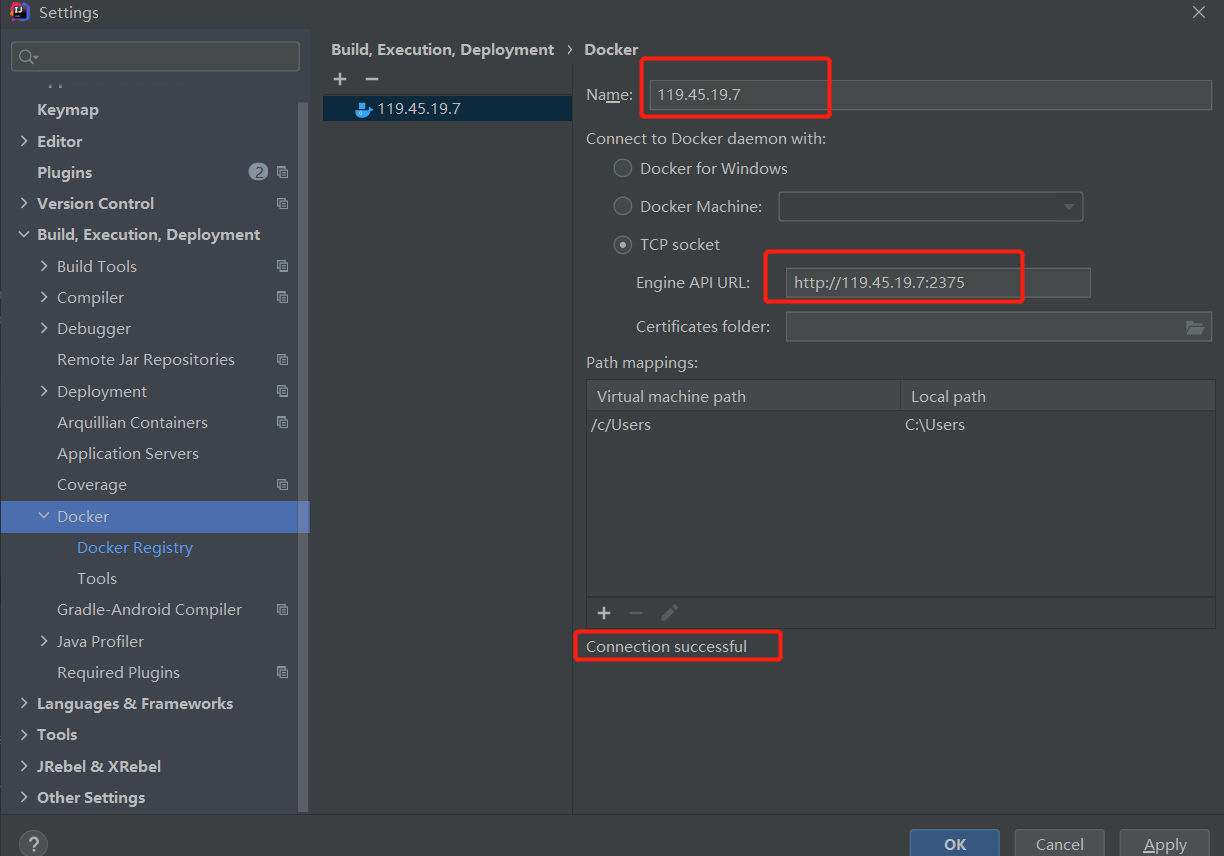 Settings
Keymap
Editor
Plugins 2
Version Control
Build, Execution, Deployment
Build Tools
Compiler
Debugger
Remote Jar Repositories
Deployment
Arquillian Containers
Application Servers
Coverage
Docker
Docker Registry
Tools
Gradle-Android Compiler
Java Profiler
Required Plugins
Languages & Frameworks
Tools
JRebel & XRebel
Other Settings
Build, Execution, Deployment › Docker
119.45.19.7
Name: 119.45.19.7
Connect to Docker daemon with:
Docker for Windows
Docker Machine:
TCP socket
Engine API URL: http://119.45.19.7:2375
Certificates folder:
Path mappings:
Virtual machine path Local path
/c/Users C:\Users
Connection successful
? OK Cancel Apply